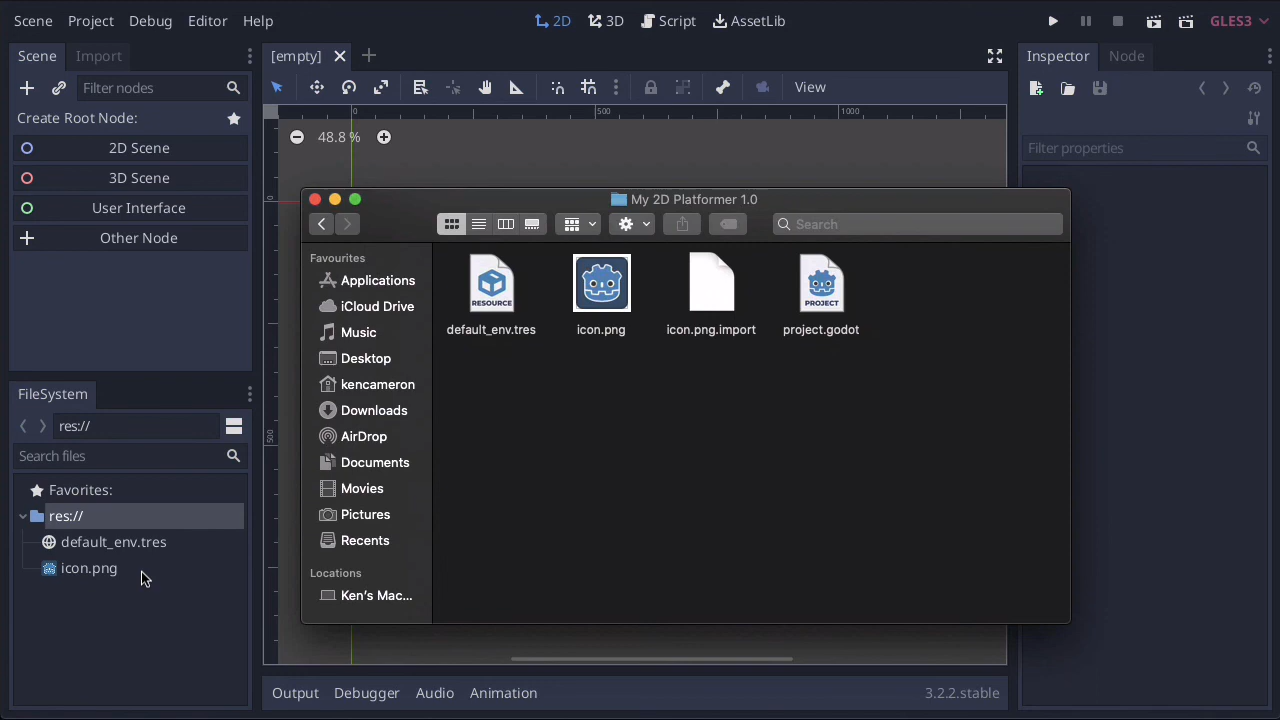 Scene Project Debug Editor Help
2D 3D Script AssetLib
GLES3
Scene Import
Filter nodes
Create Root Node:
2D Scene
3D Scene
User Interface
Other Node
FileSystem
res://
Search files
Favorites:
res://
default_env.tres
icon.png
[empty]
View
0 500 1000
48.8 %
0
500
My 2D Platformer 1.0
Search
Favourites
Applications
iCloud Drive
Music
Desktop
kencameron
Downloads
AirDrop
Documents
Movies
Pictures
Recents
Locations
Ken's Mac...
RESOURCE
PROJECT
default_env.tres icon.png icon.png.import project.godot
Output Debugger Audio Animation
3.2.2.stable
Inspector Node
Filter properties